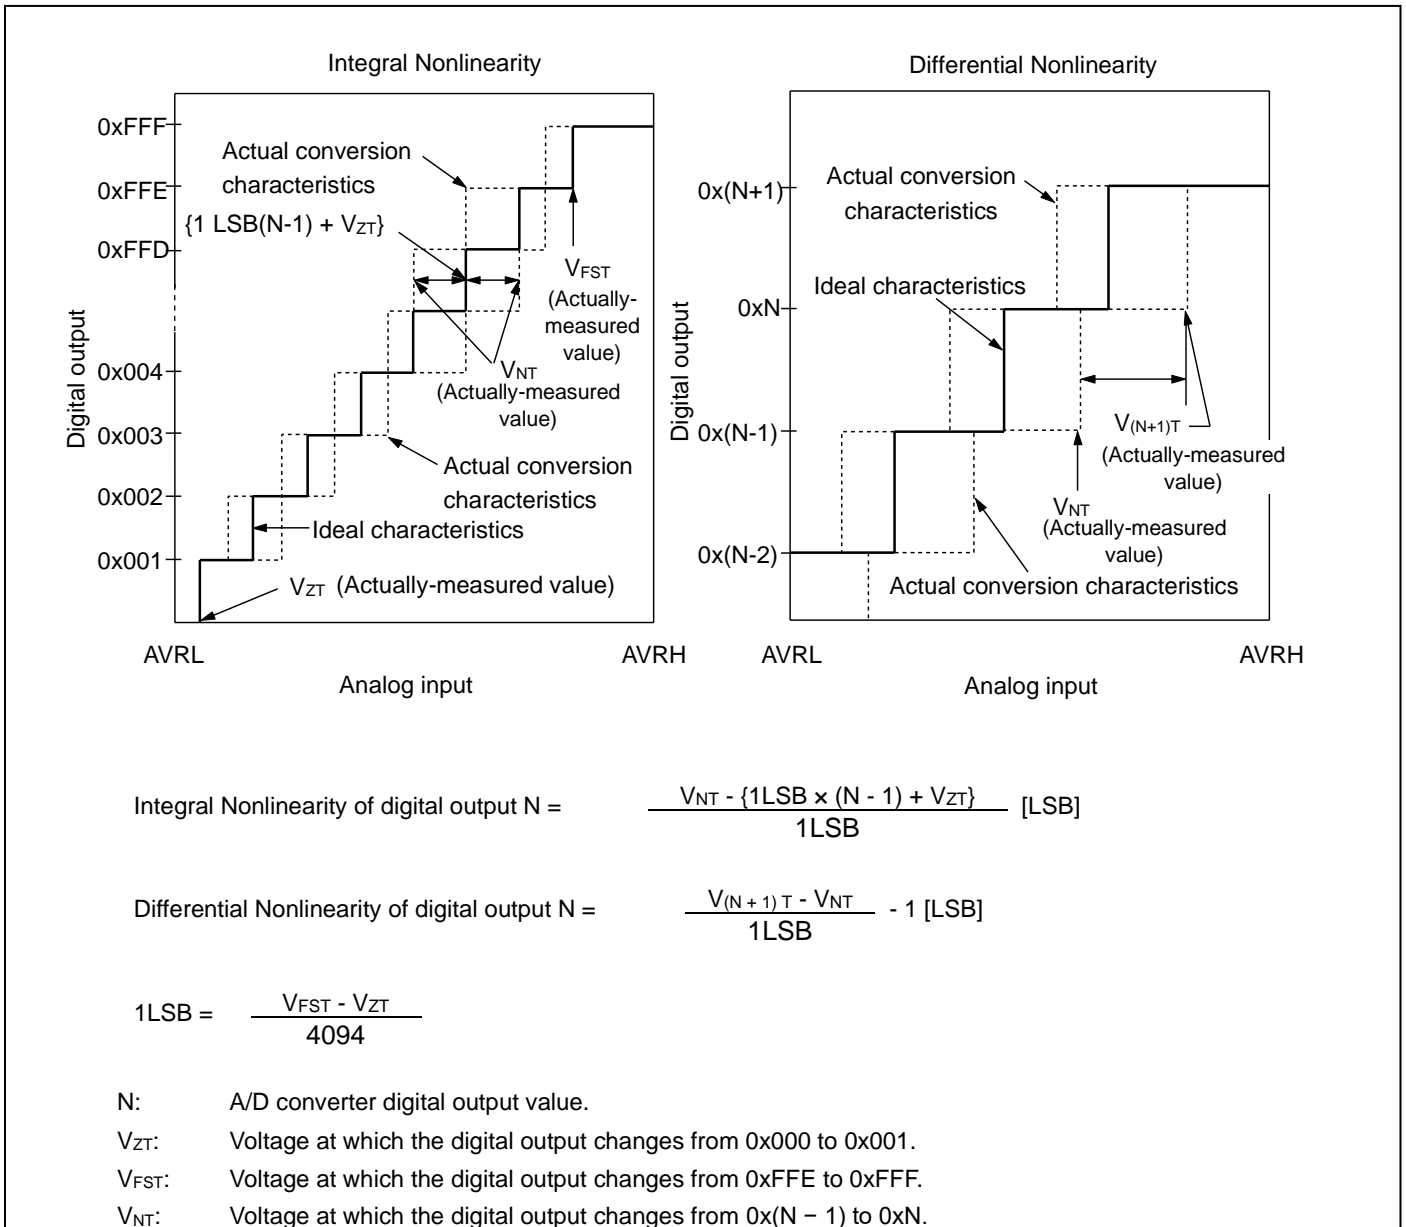 Integral Nonlinearity
0xFFF
0xFFE
0xFFD
0x004
0x003
0x002
0x001
Digital output
Actual conversion
characteristics
{1 LSB(N-1) + VZT}
VFST
(Actually-
measured
value)
VNT
(Actually-measured
value)
Actual conversion
characteristics
Ideal characteristics
VZT (Actually-measured value)
AVRL
AVRH
Analog input
Differential Nonlinearity
0x(N+1)
0xN
0x(N-1)
0x(N-2)
Digital output
Actual conversion
characteristics
Ideal characteristics
V(N+1)T
(Actually-measured
value)
VNT
(Actually-measured
value)
Actual conversion characteristics
AVRL
AVRH
Analog input
Integral Nonlinearity of digital output N =
VNT - {1LSB × (N - 1) + VZT}
1LSB
[LSB]
Differential Nonlinearity of digital output N =
V(N + 1) T - VNT
1LSB
- 1 [LSB]
1LSB =
VFST - VZT
4094
N: A/D converter digital output value.
VZT: Voltage at which the digital output changes from 0x000 to 0x001.
VFST: Voltage at which the digital output changes from 0xFFE to 0xFFF.
VNT: Voltage at which the digital output changes from 0x(N − 1) to 0xN.